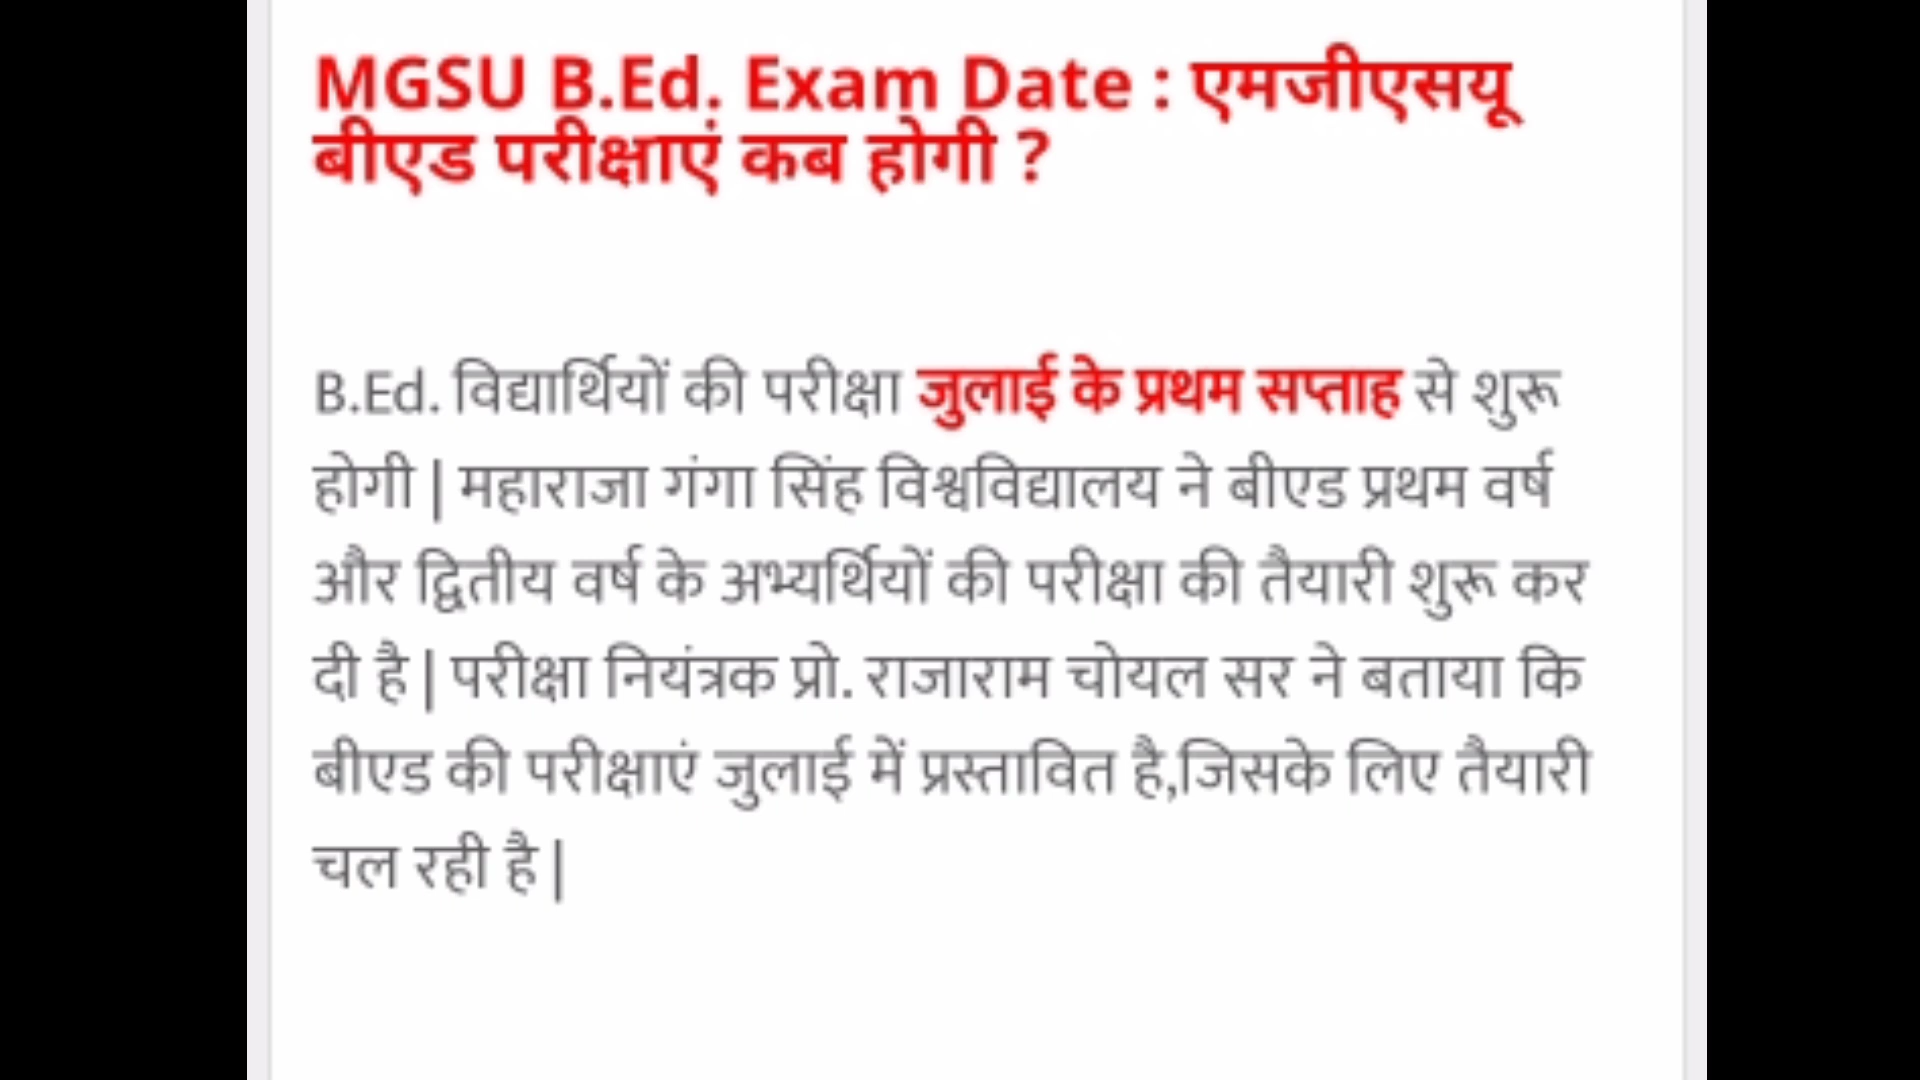 MGSU B.Ed. Exam Date : एमजीएसयू
बीएड परीक्षाएं कब होगी ?
B.Ed. विद्यार्थियों की परीक्षा जुलाई के प्रथम सप्ताह से शुरू
होगी | महाराजा गंगा सिंह विश्वविद्यालय ने बीएड प्रथम वर्ष
और द्वितीय वर्ष के अभ्यर्थियों की परीक्षा की तैयारी शुरू कर
दी है | परीक्षा नियंत्रक प्रो. राजाराम चोयल सर ने बताया कि
बीएड की परीक्षाएं जुलाई में प्रस्तावित है,जिसके लिए तैयारी
चल रही है |